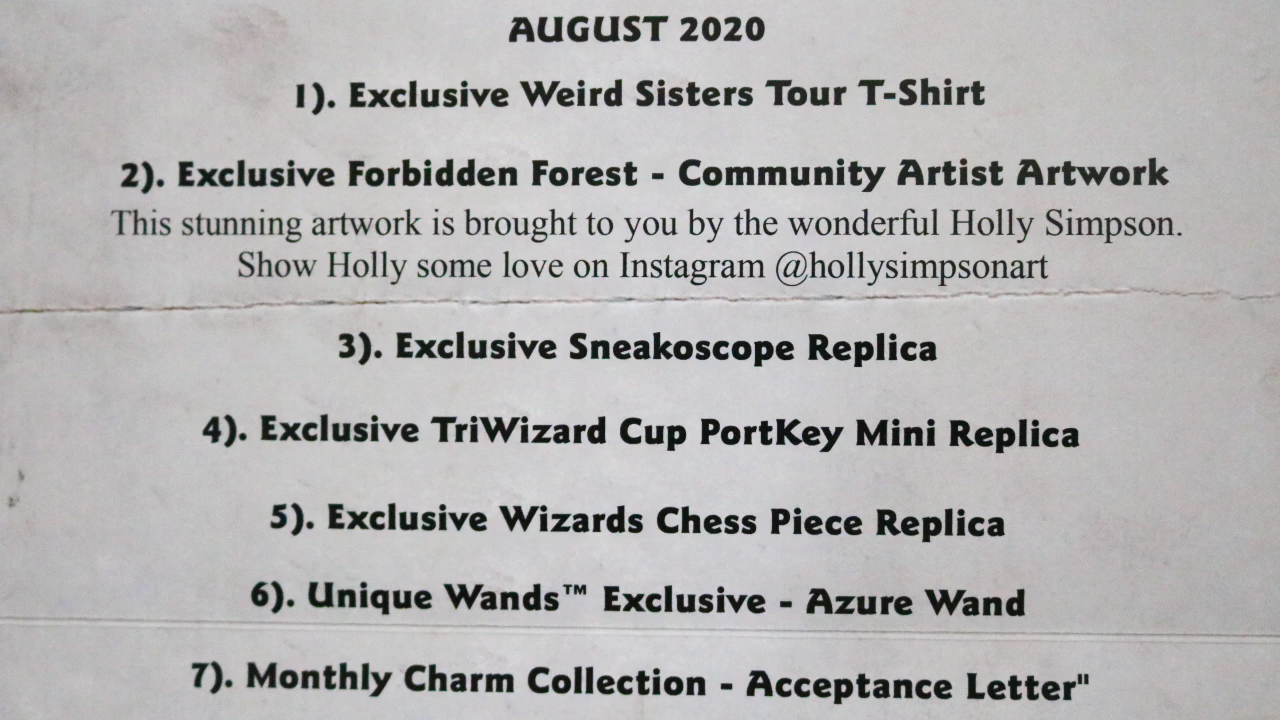 AUGUST 2020
1). Exclusive Weird Sisters Tour T-Shirt
2). Exclusive Forbidden Forest - Community Artist Artwork
This stunning artwork is brought to you by the wonderful Holly Simpson.
Show Holly some love on Instagram @hollysimpsonart
3). Exclusive Sneakoscope Replica
4). Exclusive TriWizard Cup PortKey Mini Replica
5). Exclusive Wizards Chess Piece Replica
6). Unique Wands™ Exclusive - Azure Wand
7). Monthly Charm Collection - Acceptance Letter"